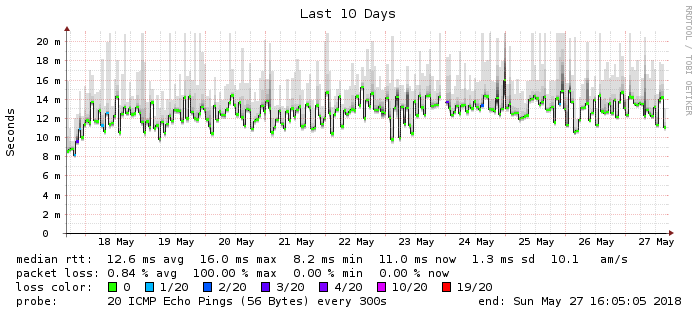 Last 10 Days
RRDTOOL / TOBI OETIKER
Seconds
20 m
18 m
16 m
14 m
12 m
10 m
8 m
6 m
4 m
2 m
0
18 May 19 May 20 May 21 May 22 May 23 May 24 May 25 May 26 May 27 May
median rtt: 12.6 ms avg 16.0 ms max 8.2 ms min 11.0 ms now 1.3 ms sd 10.1 am/s
packet loss: 0.84 % avg 100.00 % max 0.00 % min 0.00 % now
loss color: 0 1/20 2/20 3/20 4/20 10/20 19/20
probe: 20 ICMP Echo Pings (56 Bytes) every 300s end: Sun May 27 16:05:05 2018